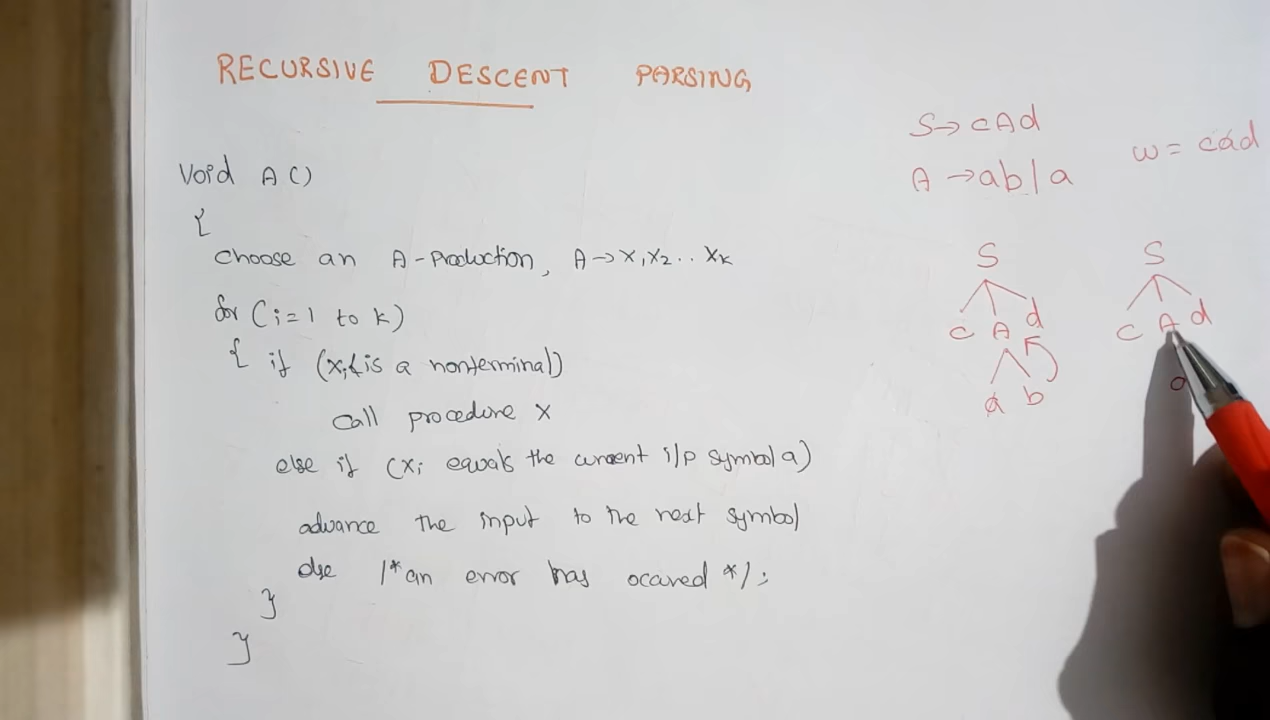 RECURSIVE DESCENT PARSING
Void A()
{
choose an A-Production, A→X1X2.. Xk
for (i=1 to k)
{ if (xi is a nonterminal)
call procedure X
else if (xi equals the current i/p symbol a)
advance the input to the next symbol
else /* an error has occured */;
}
}
S→cAd
A→ab|a
w = cad
S
c A d
a b
S
c A d
a